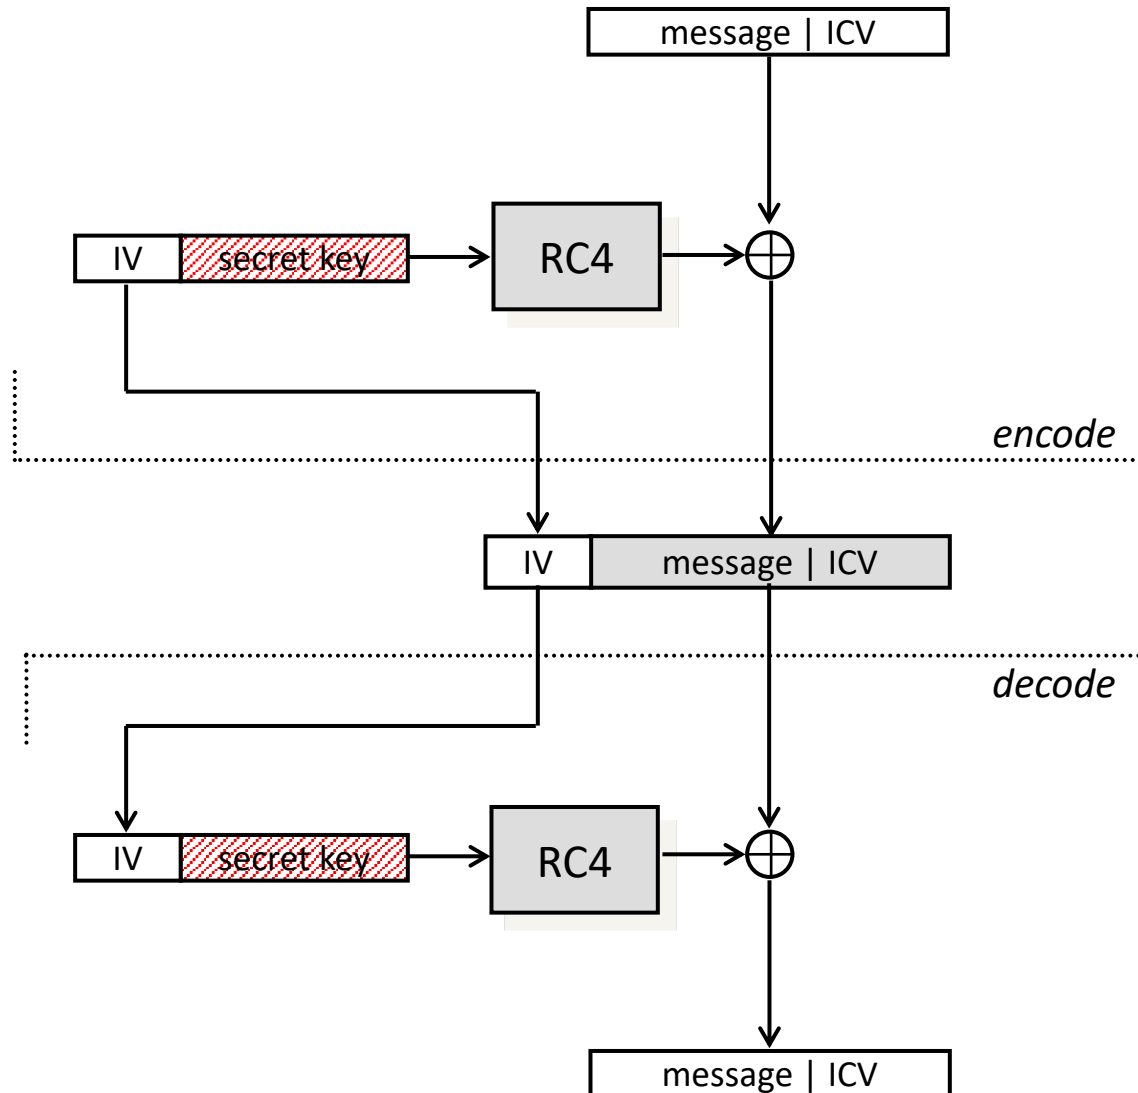 message | ICV
IV
secret key
RC4
encode
IV
message | ICV
decode
IV
secret key
RC4
message | ICV